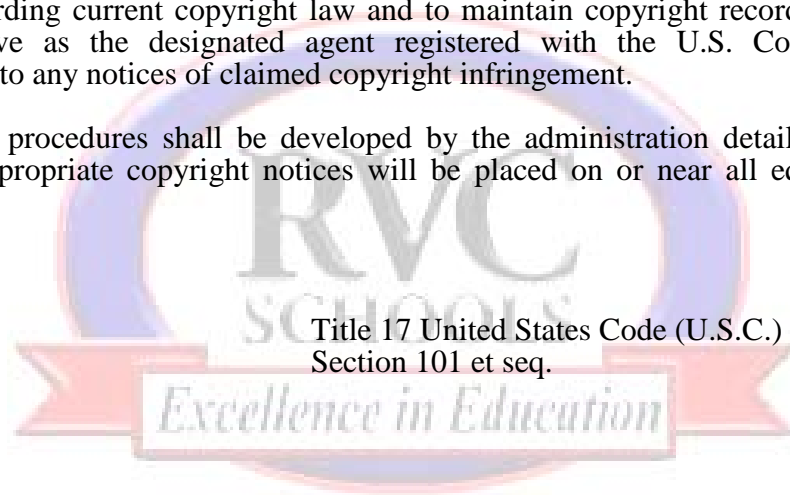 rding current copyright law and to maintain copyright record
ve as the designated agent registered with the U.S. Co
to any notices of claimed copyright infringement.
procedures shall be developed by the administration detail
propriate copyright notices will be placed on or near all eq
RVC
SCHOOLS
Title 17 United States Code (U.S.C.)
Section 101 et seq.
Excellence in Education